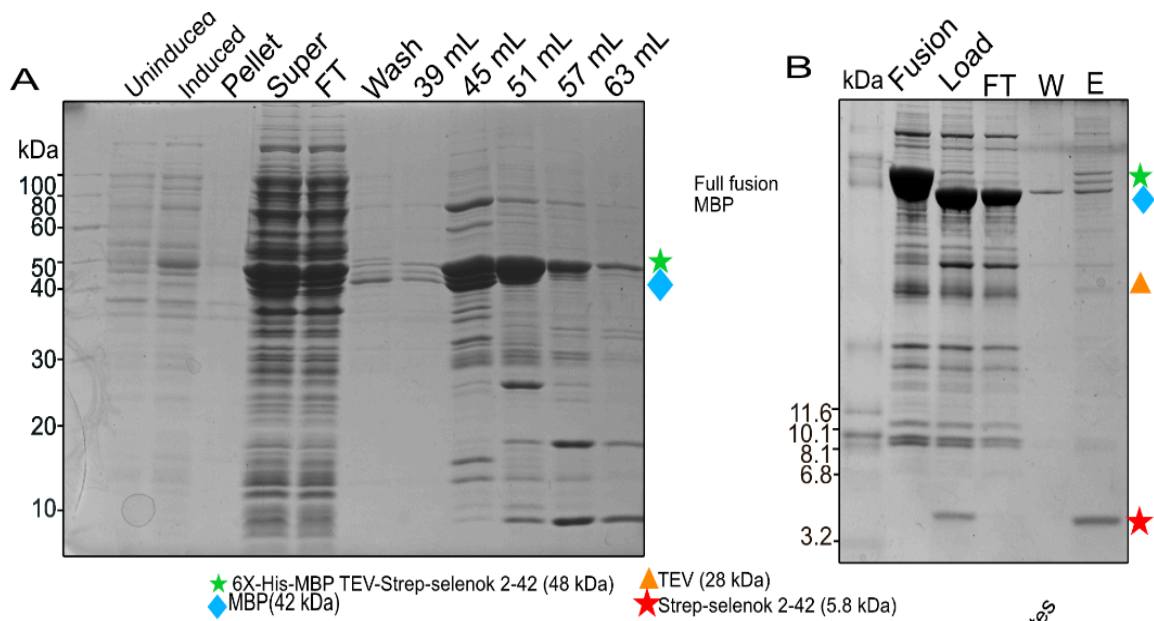 A
Uninduced
Induced
Pellet
Super
FT
Wash
39 mL
45 mL
51 mL
57 mL
63 mL
kDa
100
80
60
50
40
30
20
10
B
kDa
Fusion
Load
FT
W
E
Full fusion
MBP
11.6
10.1
8.1
6.8
3.2
6X-His-MBP TEV-Strep-selenok 2-42 (48 kDa)
MBP(42 kDa)
TEV (28 kDa)
Strep-selenok 2-42 (5.8 kDa)